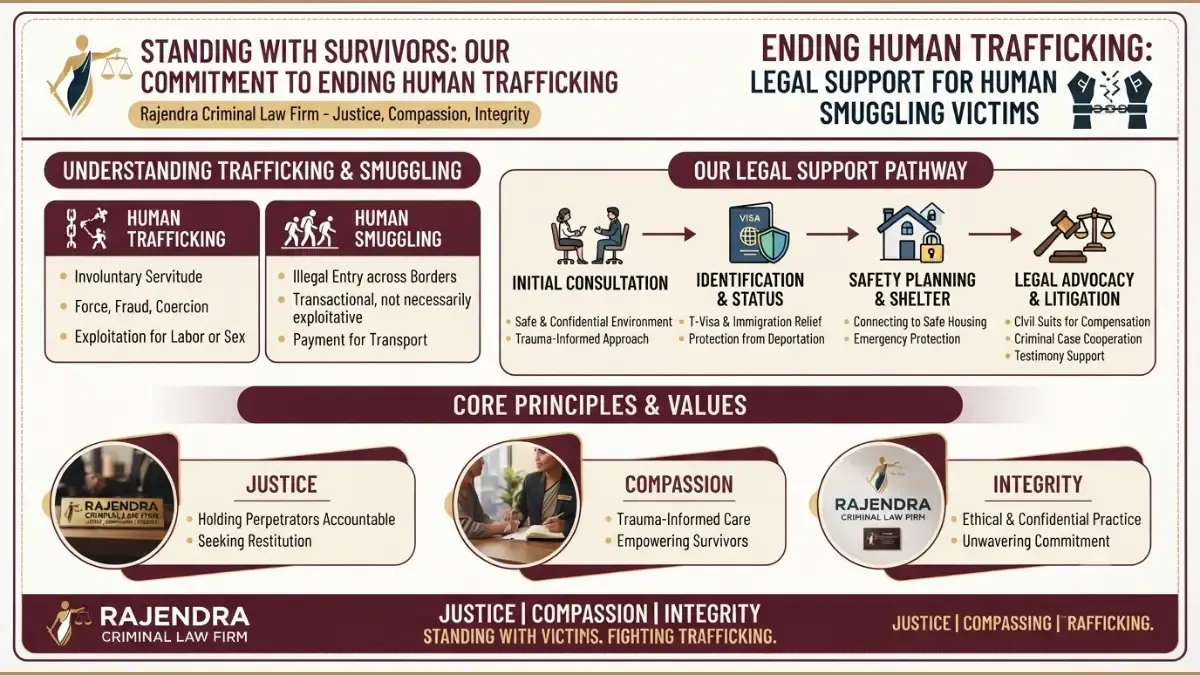 STANDING WITH SURVIVORS: OUR
COMMITMENT TO ENDING HUMAN TRAFFICKING
Rajendra Criminal Law Firm - Justice, Compassion, Integrity
ENDING HUMAN TRAFFICKING:
LEGAL SUPPORT FOR HUMAN
SMUGGLING VICTIMS
UNDERSTANDING TRAFFICKING & SMUGGLING
HUMAN
TRAFFICKING
Involuntary Servitude
Force, Fraud, Coercion
Exploitation for Labor or Sex
HUMAN
SMUGGLING
Illegal Entry across Borders
Transactional, not necessarily
exploitative
Payment for Transport
OUR LEGAL SUPPORT PATHWAY
INITIAL CONSULTATION
Safe & Confidential Environment
Trauma-Informed Approach
VISA
IDENTIFICATION
& STATUS
T-Visa & Immigration Relief
Protection from Deportation
SAFETY PLANNING
& SHELTER
Connecting to Safe Housing
Emergency Protection
LEGAL ADVOCACY
& LITIGATION
Civil Suits for Compensation
Criminal Case Cooperation
Testimony Support
CORE PRINCIPLES & VALUES
RAJENDRA
CRIMINAL LAW FIRM
JUSTICE
Holding Perpetrators Accountable
Seeking Restitution
COMPASSION
Trauma-Informed Care
Empowering Survivors
RAJENDRA
CRIMINAL LAW FIRM
INTEGRITY
Ethical & Confidential Practice
Unwavering Commitment
RAJENDRA
CRIMINAL LAW FIRM
JUSTICE | COMPASSION | INTEGRITY
STANDING WITH VICTIMS. FIGHTING TRAFFICKING.
JUSTICE | COMPASSING | RAFFICKING.